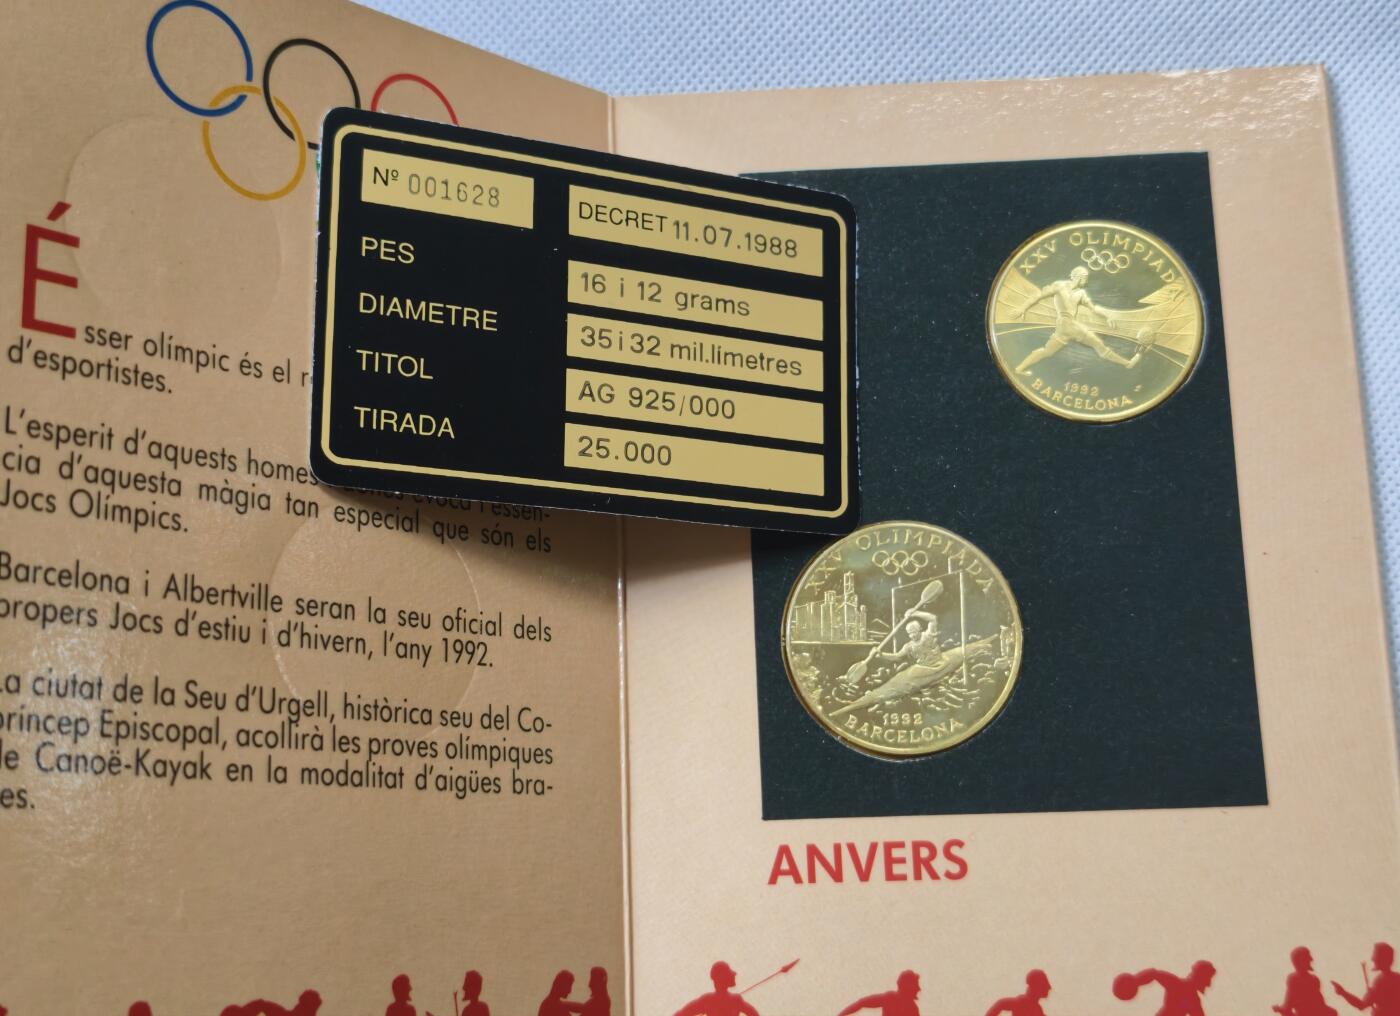 Ésser olímpic és el r
d'esportistes.
L'esperit d'aquests homes
cia d'aquesta màgia tan especial que són els
Jocs Olímpics.
Barcelona i Albertville seran la seu oficial dels
propers Jocs d'estiu i d'hivern, l'any 1992.
La ciutat de la Seu d'Urgell, històrica seu del Co-
príncep Episcopal, acollirà les proves olímpiques
de Canoë-Kayak en la modalitat d'aigües bra-
es.
Nº 001628
DECRET 11.07.1988
PES
16 i 12 grams
DIAMETRE
35 i 32 mil.límetres
TITOL
AG 925/000
TIRADA
25.000
XXV OLIMPIADA
1992
BARCELONA
XXV OLIMPIADA
1992
BARCELONA
ANVERS